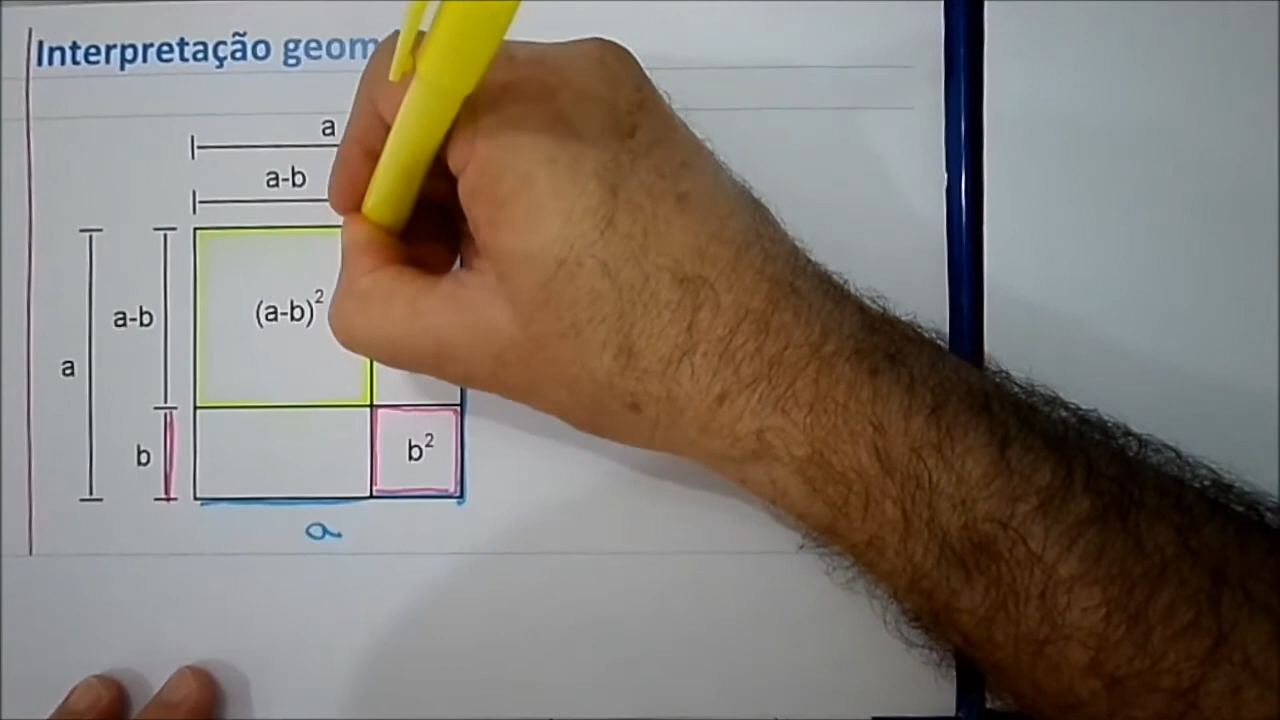 Interpretação geom
a
a-b
a-b
(a-b)²
a
b
b²
a